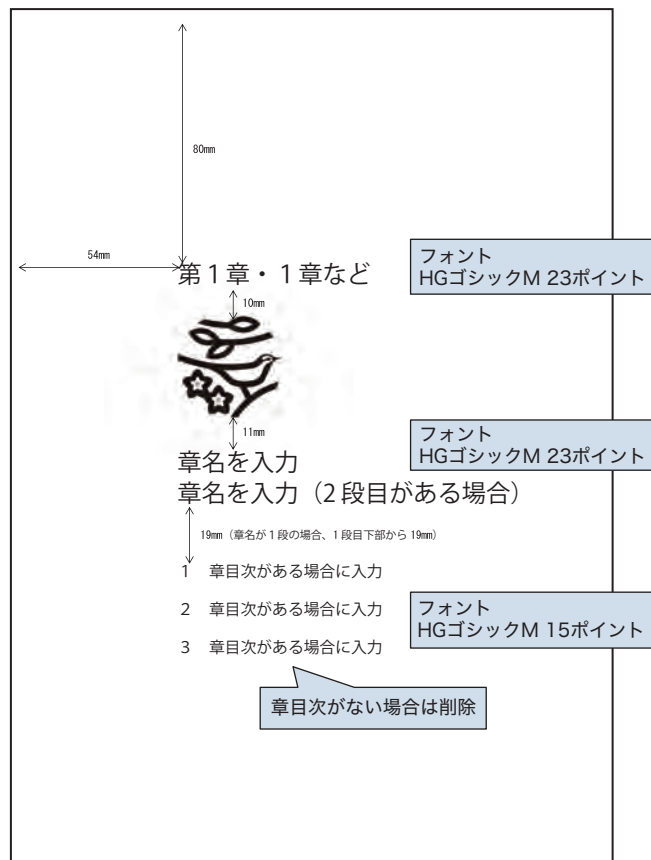 80mm
54mm
第1章・1章など
フォント
HGゴシックM 23ポイント
10mm
11mm
フォント
HGゴシックM 23ポイント
章名を入力
章名を入力（2段目がある場合）
19mm（章名が1段の場合、1段目下部から19mm）
1　章目次がある場合に入力
2　章目次がある場合に入力
フォント
HGゴシックM 15ポイント
3　章目次がある場合に入力
章目次がない場合は削除